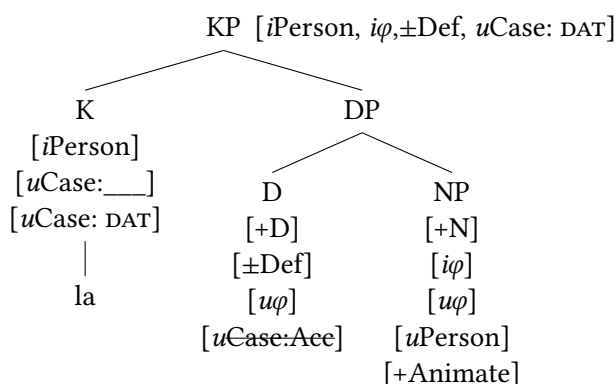 KP [iPerson, iφ,±Def, uCase: DAT]
K DP
[iPerson]
[uCase:___]
[uCase: DAT]
la
D NP
[+D] [+N]
[±Def] [iφ]
[uφ] [uφ]
[uCase:Acc] [uPerson]
[+Animate]